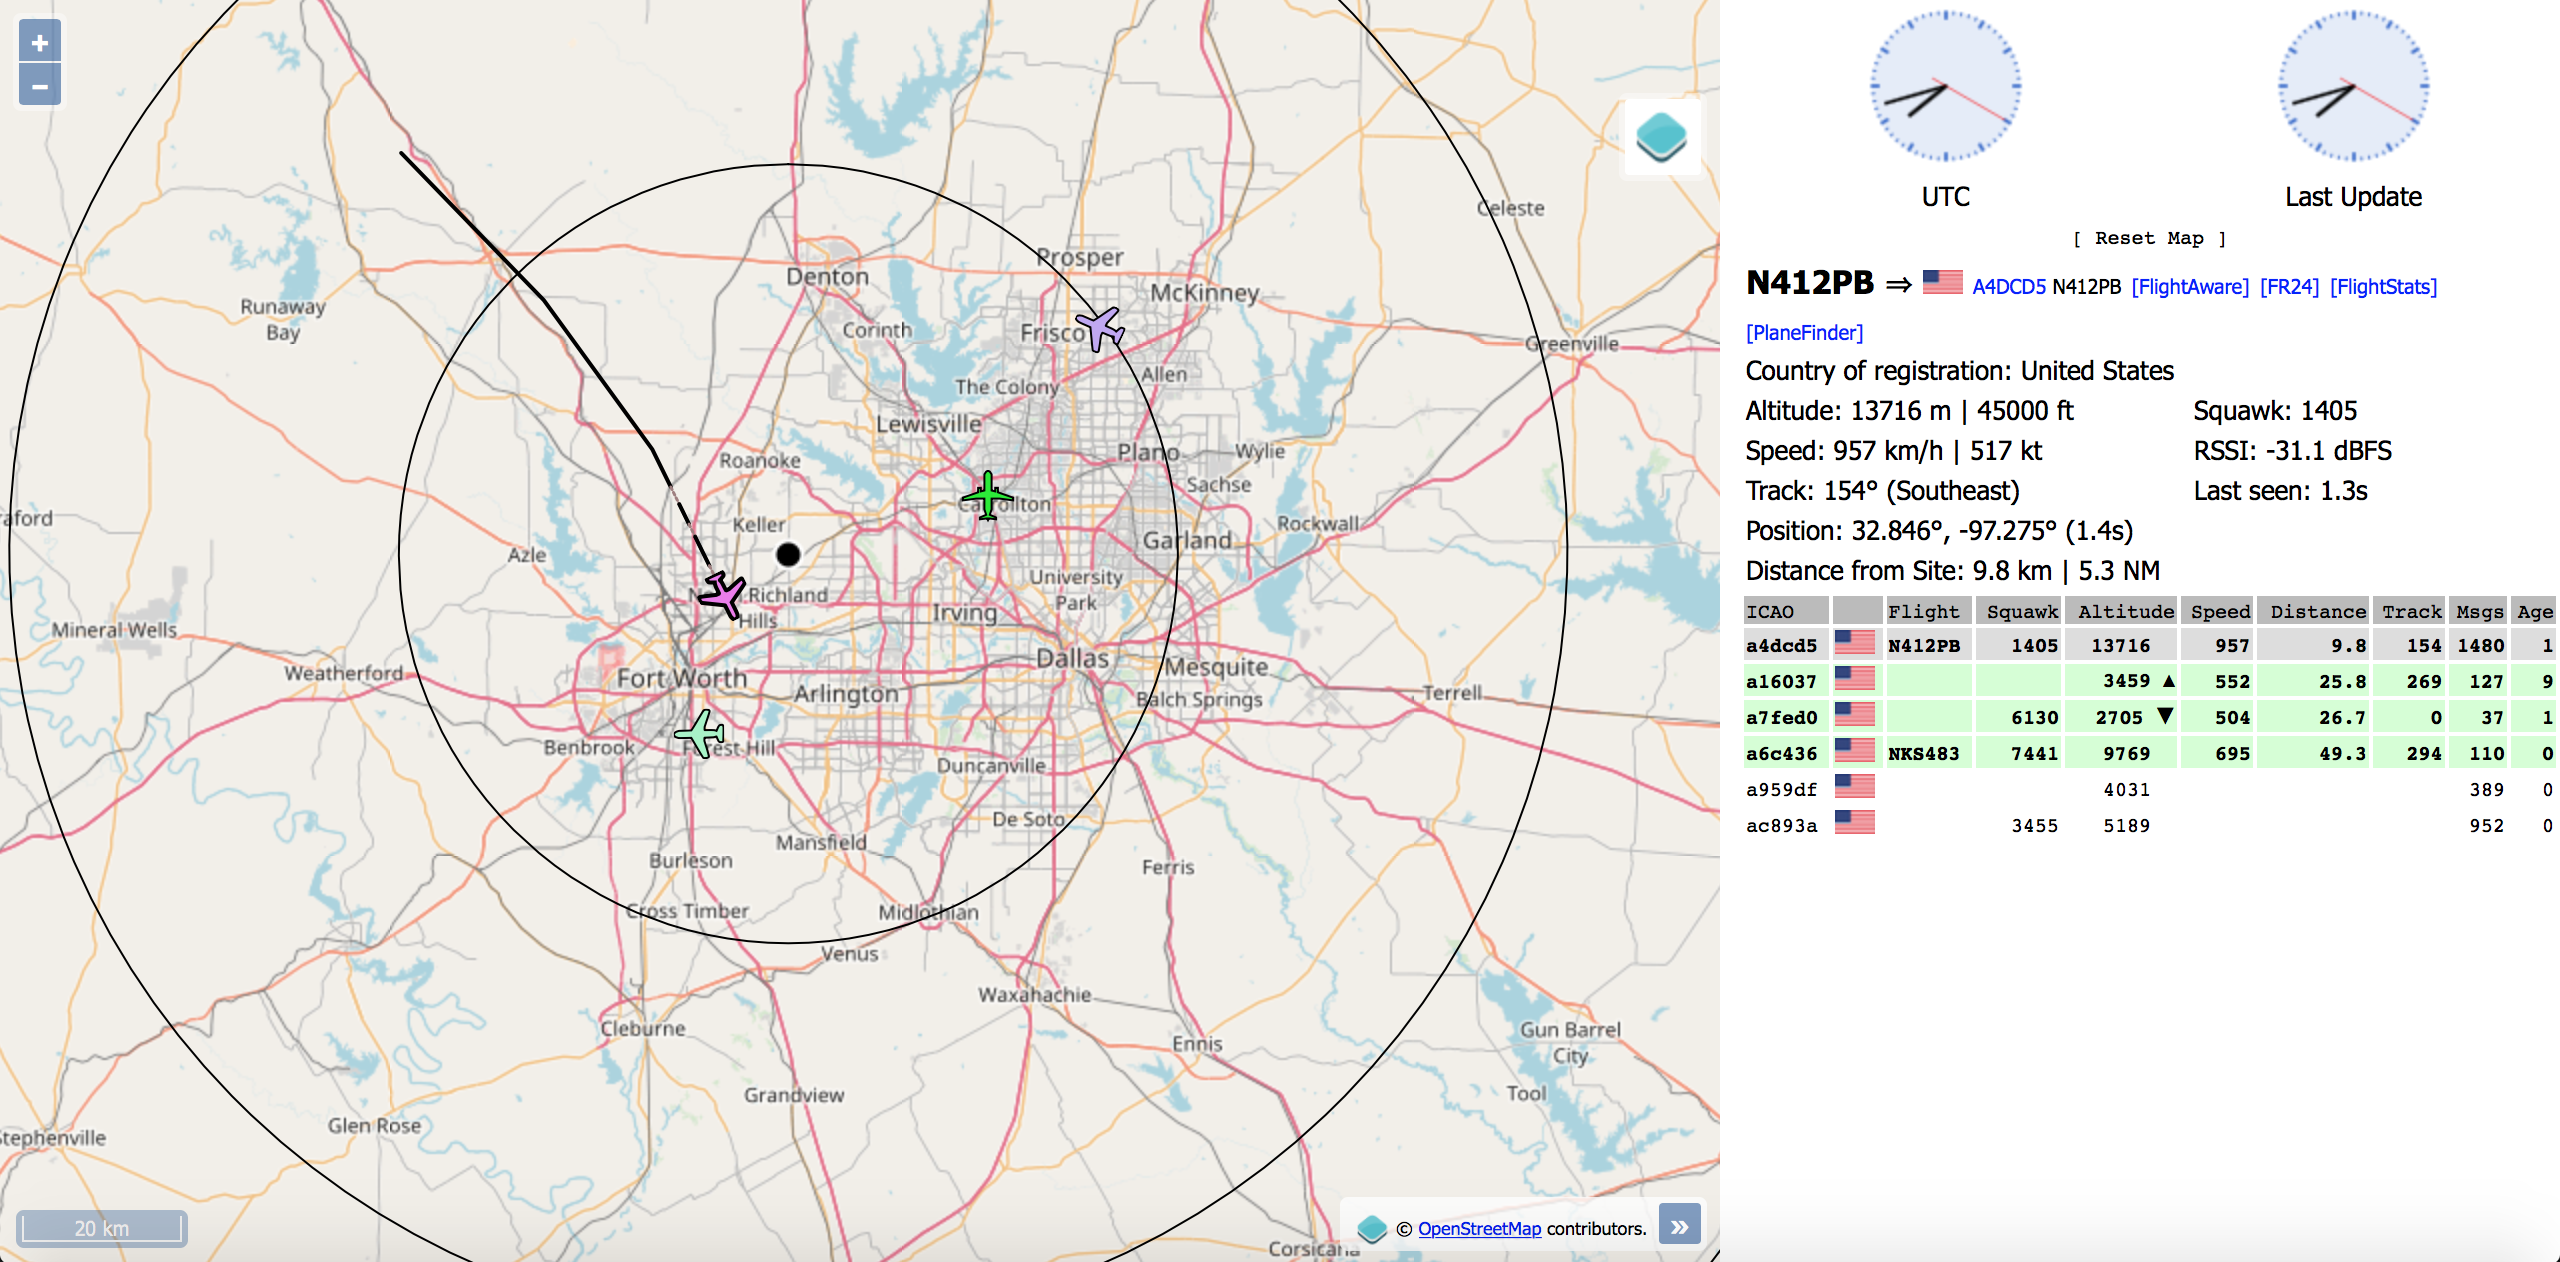 +
−
Celeste
Prosper
Denton
McKinney
Runaway
Bay
Corinth
Frisco
Greenville
The Colony
Allen
Lewisville
Roanoke
Plano
Wylie
Sachse
Carrollton
aford
Keller
Rockwall
Azle
Garland
University
Park
N Richland
Hills
Irving
Mineral Wells
Dallas
Mesquite
Weatherford
Fort Worth
Arlington
Balch Springs
Terrell
Benbrook
Forest Hill
Duncanville
De Soto
Mansfield
Burleson
Ferris
Cross Timber
Midlothian
Venus
Waxahachie
Cleburne
Gun Barrel
City
Ennis
Grandview
Tool
Glen Rose
Stephenville
20 km
© OpenStreetMap contributors.
»
Corsicana
UTC
Last Update
[ Reset Map ]
N412PB ⇒ A4DCD5 N412PB [FlightAware] [FR24] [FlightStats]
[PlaneFinder]
Country of registration: United States
Altitude: 13716 m | 45000 ft Squawk: 1405
Speed: 957 km/h | 517 kt RSSI: -31.1 dBFS
Track: 154° (Southeast) Last seen: 1.3s
Position: 32.846°, -97.275° (1.4s)
Distance from Site: 9.8 km | 5.3 NM
ICAO Flight Squawk Altitude Speed Distance Track Msgs Age
a4dcd5 N412PB 1405 13716 957 9.8 154 1480 1
a16037 3459 ▲ 552 25.8 269 127 9
a7fed0 6130 2705 ▼ 504 26.7 0 37 1
a6c436 NKS483 7441 9769 695 49.3 294 110 0
a959df 4031 389 0
ac893a 3455 5189 952 0